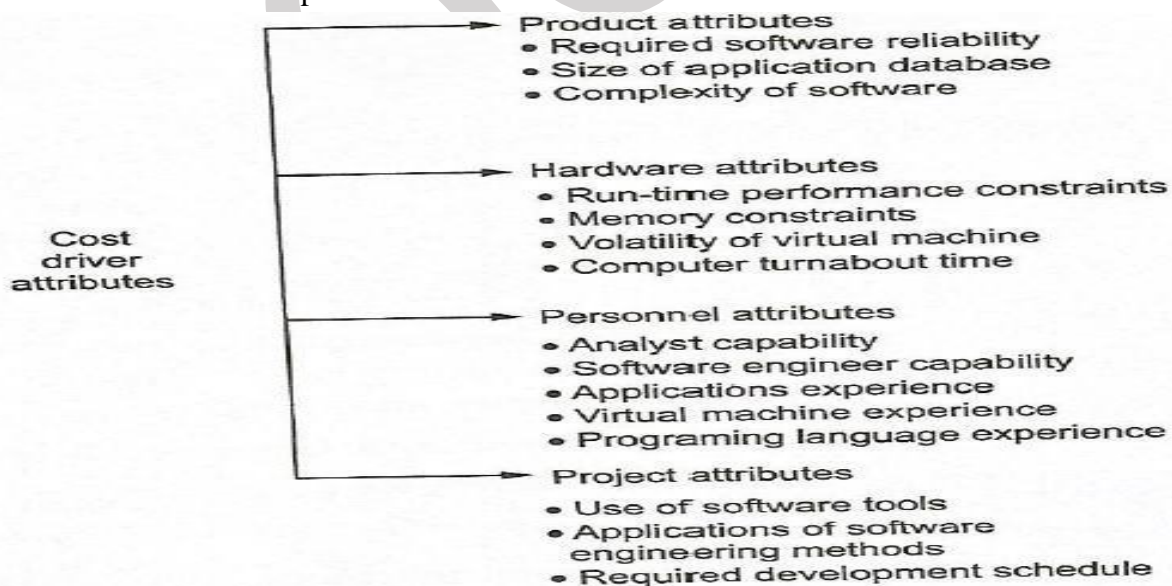 Product attributes
• Required software reliability
• Size of application database
• Complexity of software
Hardware attributes
• Run-time performance constraints
• Memory constraints
• Volatility of virtual machine
• Computer turnabout time
Cost
driver
attributes
Personnel attributes
• Analyst capability
• Software engineer capability
• Applications experience
• Virtual machine experience
• Programing language experience
Project attributes
• Use of software tools
• Applications of software
engineering methods
• Required development schedule